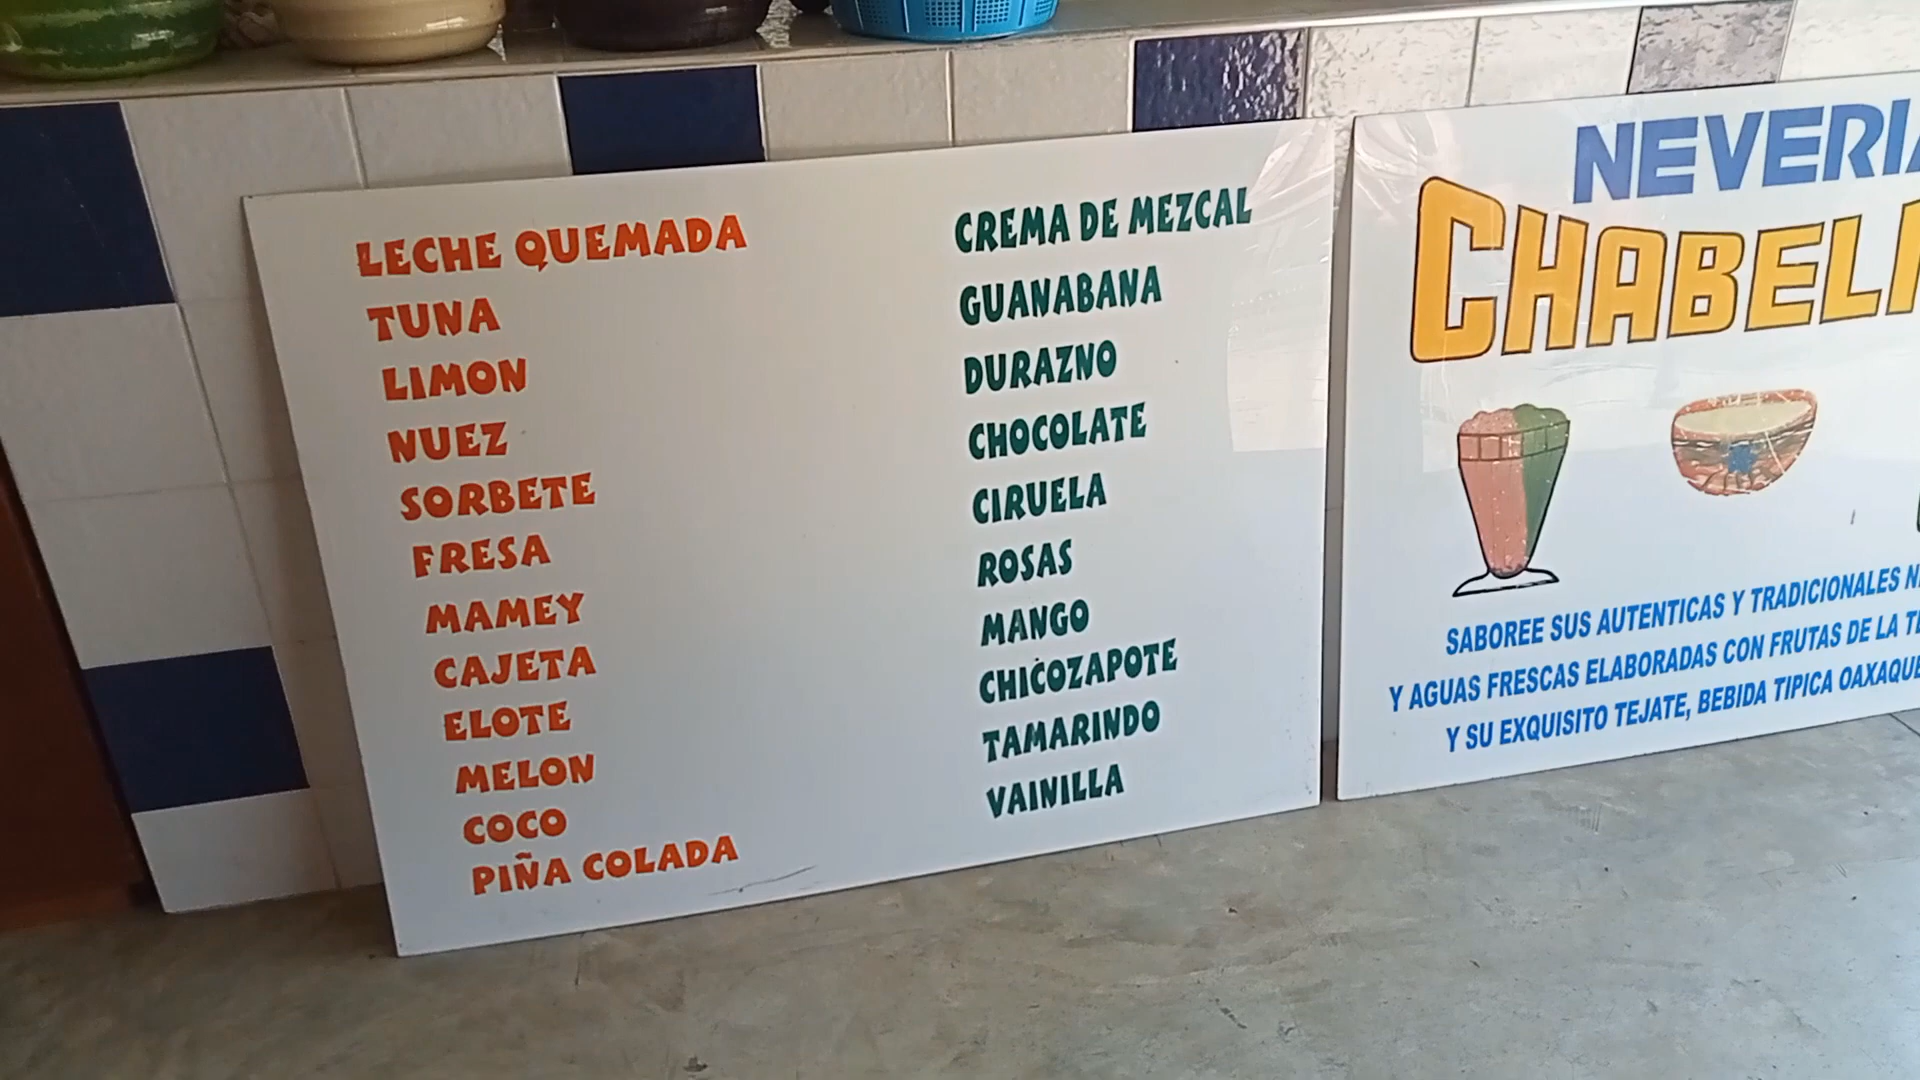 LECHE QUEMADA
TUNA
LIMON
NUEZ
SORBETE
FRESA
MAMEY
CAJETA
ELOTE
MELON
COCO
PIÑA COLADA
CREMA DE MEZCAL
GUANABANA
DURAZNO
CHOCOLATE
CIRUELA
ROSAS
MANGO
CHICOZAPOTE
TAMARINDO
VAINILLA
NEVERIA
SABOREE SUS AUTENTICAS Y TRADICIONALES
Y AGUAS FRESCAS ELABORADAS CON FRUTAS DE LA
Y SU EXQUISITO TEJATE, BEBIDA TIPICA